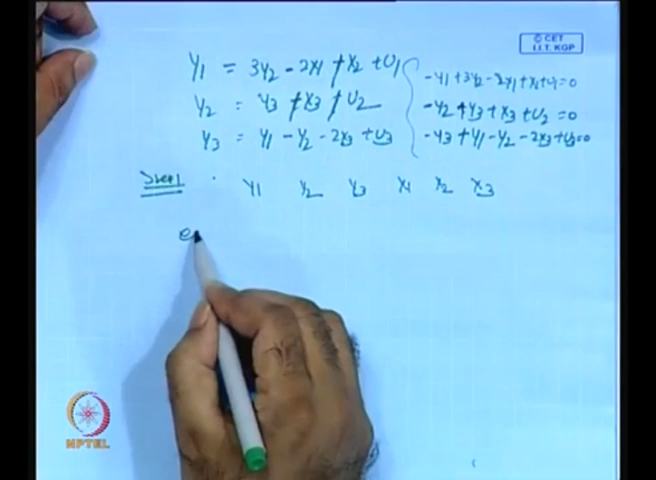 © CET
I.I.T. KGP
Y1 = 3Y2 - 2X1 + X2 + U1
-Y1 + 3Y2 - 2X1 + X2 + U1 = 0
Y2 = Y3 + X3 + U2
-Y2 + Y3 + X3 + U2 = 0
Y3 = Y1 - Y2 - 2X3 + U3
-Y3 + Y1 - Y2 - 2X3 + U3 = 0
Step1 Y1 Y2 Y3 X1 X2 X3
NPTEL